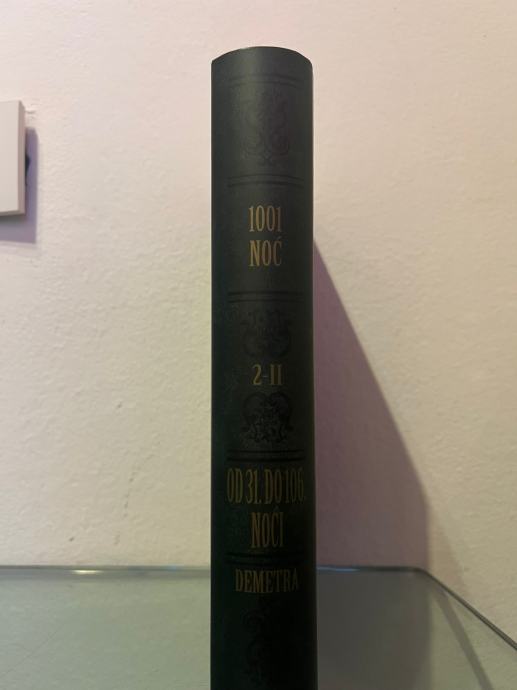 1001
NOĆ
2-II
OD 31. DO 106.
NOĆI
DEMETRA